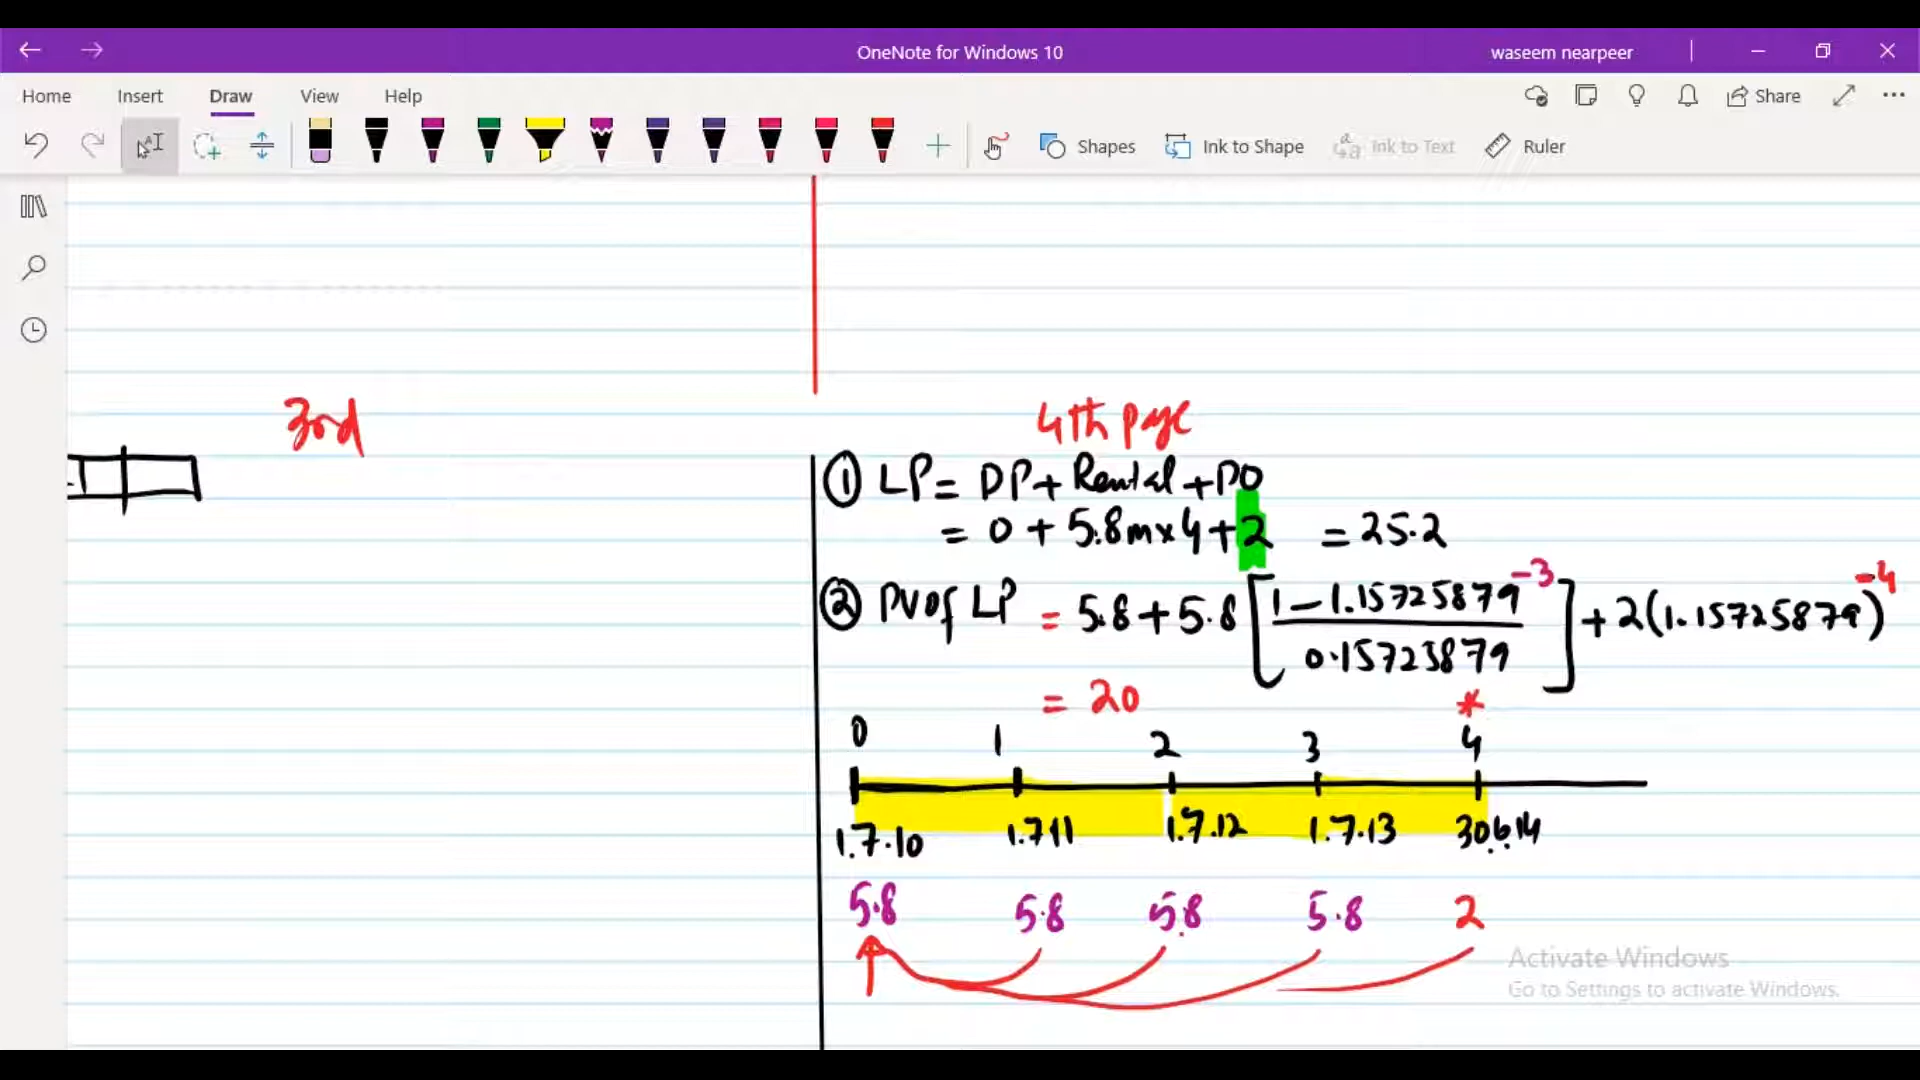 OneNote for Windows 10
waseem nearpeer
Home Insert Draw View Help
Share
Shapes Ink to Shape Ink to Text Ruler
3rd
4th page
① LP = DP + Rental + PO
= 0 + 5.8m x 4 + 2 = 25.2
② PV of LP = 5.8 + 5.8 [ 1 - 1.15725879⁻³ / 0.15725879 ] + 2(1.15725879)⁻⁴
= 20
*
0 1 2 3 4
1.7.10 1.711 1.7.12 1.7.13 30.6.14
5.8 5.8 5.8 5.8 2
Activate Windows
Go to Settings to activate Windows.